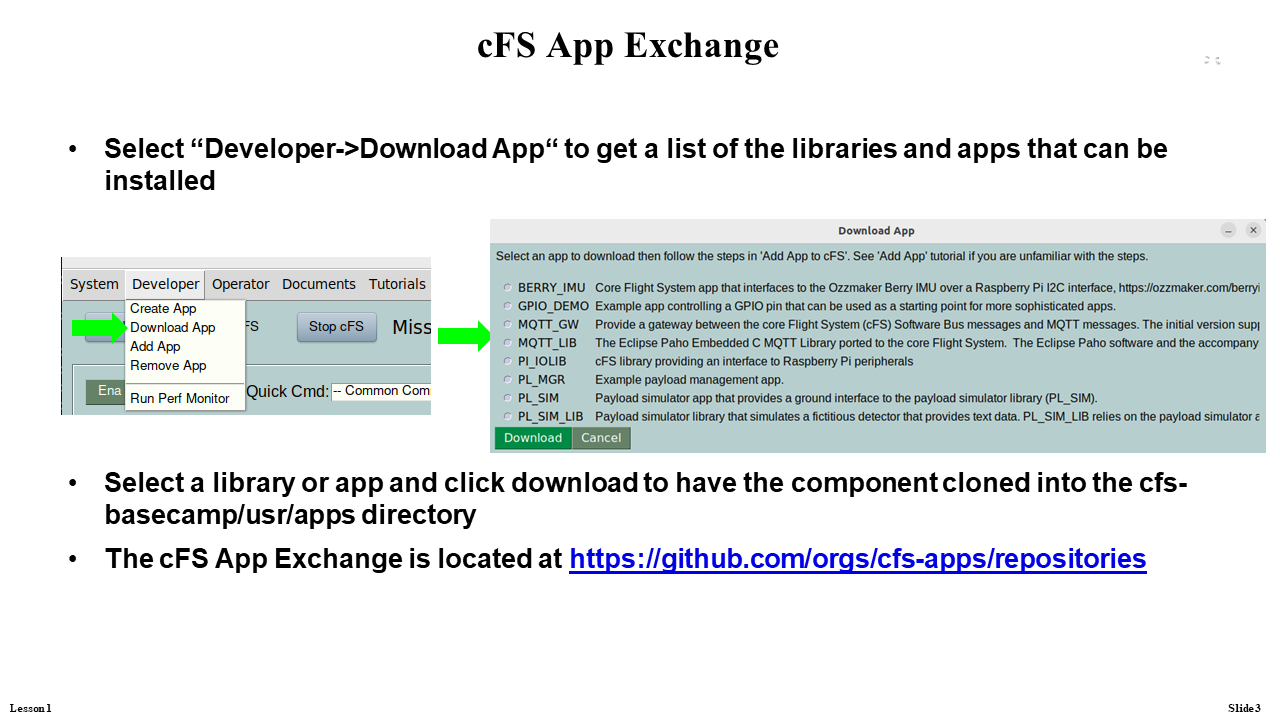 cFS App Exchange
• Select “Developer->Download App“ to get a list of the libraries and apps that can be
installed
System Developer Operator Documents Tutorials
Create App
Download App
Add App
Remove App
Run Perf Monitor
FS
Stop cFS
Miss
Ena
Quick Cmd:
-- Common Com
Download App
Select an app to download then follow the steps in 'Add App to cFS'. See 'Add App' tutorial if you are unfamiliar with the steps.
BERRY_IMU Core Flight System app that interfaces to the Ozzmaker Berry IMU over a Raspberry Pi I2C interface, https://ozzmaker.com/berryi
GPIO_DEMO Example app controlling a GPIO pin that can be used as a starting point for more sophisticated apps.
MQTT_GW Provide a gateway between the core Flight System (cFS) Software Bus messages and MQTT messages. The initial version supp
MQTT_LIB The Eclipse Paho Embedded C MQTT Library ported to the core Flight System. The Eclipse Paho software and the accompany
PI_IOLIB cFS library providing an interface to Raspberry Pi peripherals
PL_MGR Example payload management app.
PL_SIM Payload simulator app that provides a ground interface to the payload simulator library (PL_SIM).
PL_SIM_LIB Payload simulator library that simulates a fictitious detector that provides text data. PL_SIM_LIB relies on the payload simulator a
Download Cancel
• Select a library or app and click download to have the component cloned into the cfs-
basecamp/usr/apps directory
• The cFS App Exchange is located at https://github.com/orgs/cfs-apps/repositories
Lesson 1
Slide 3